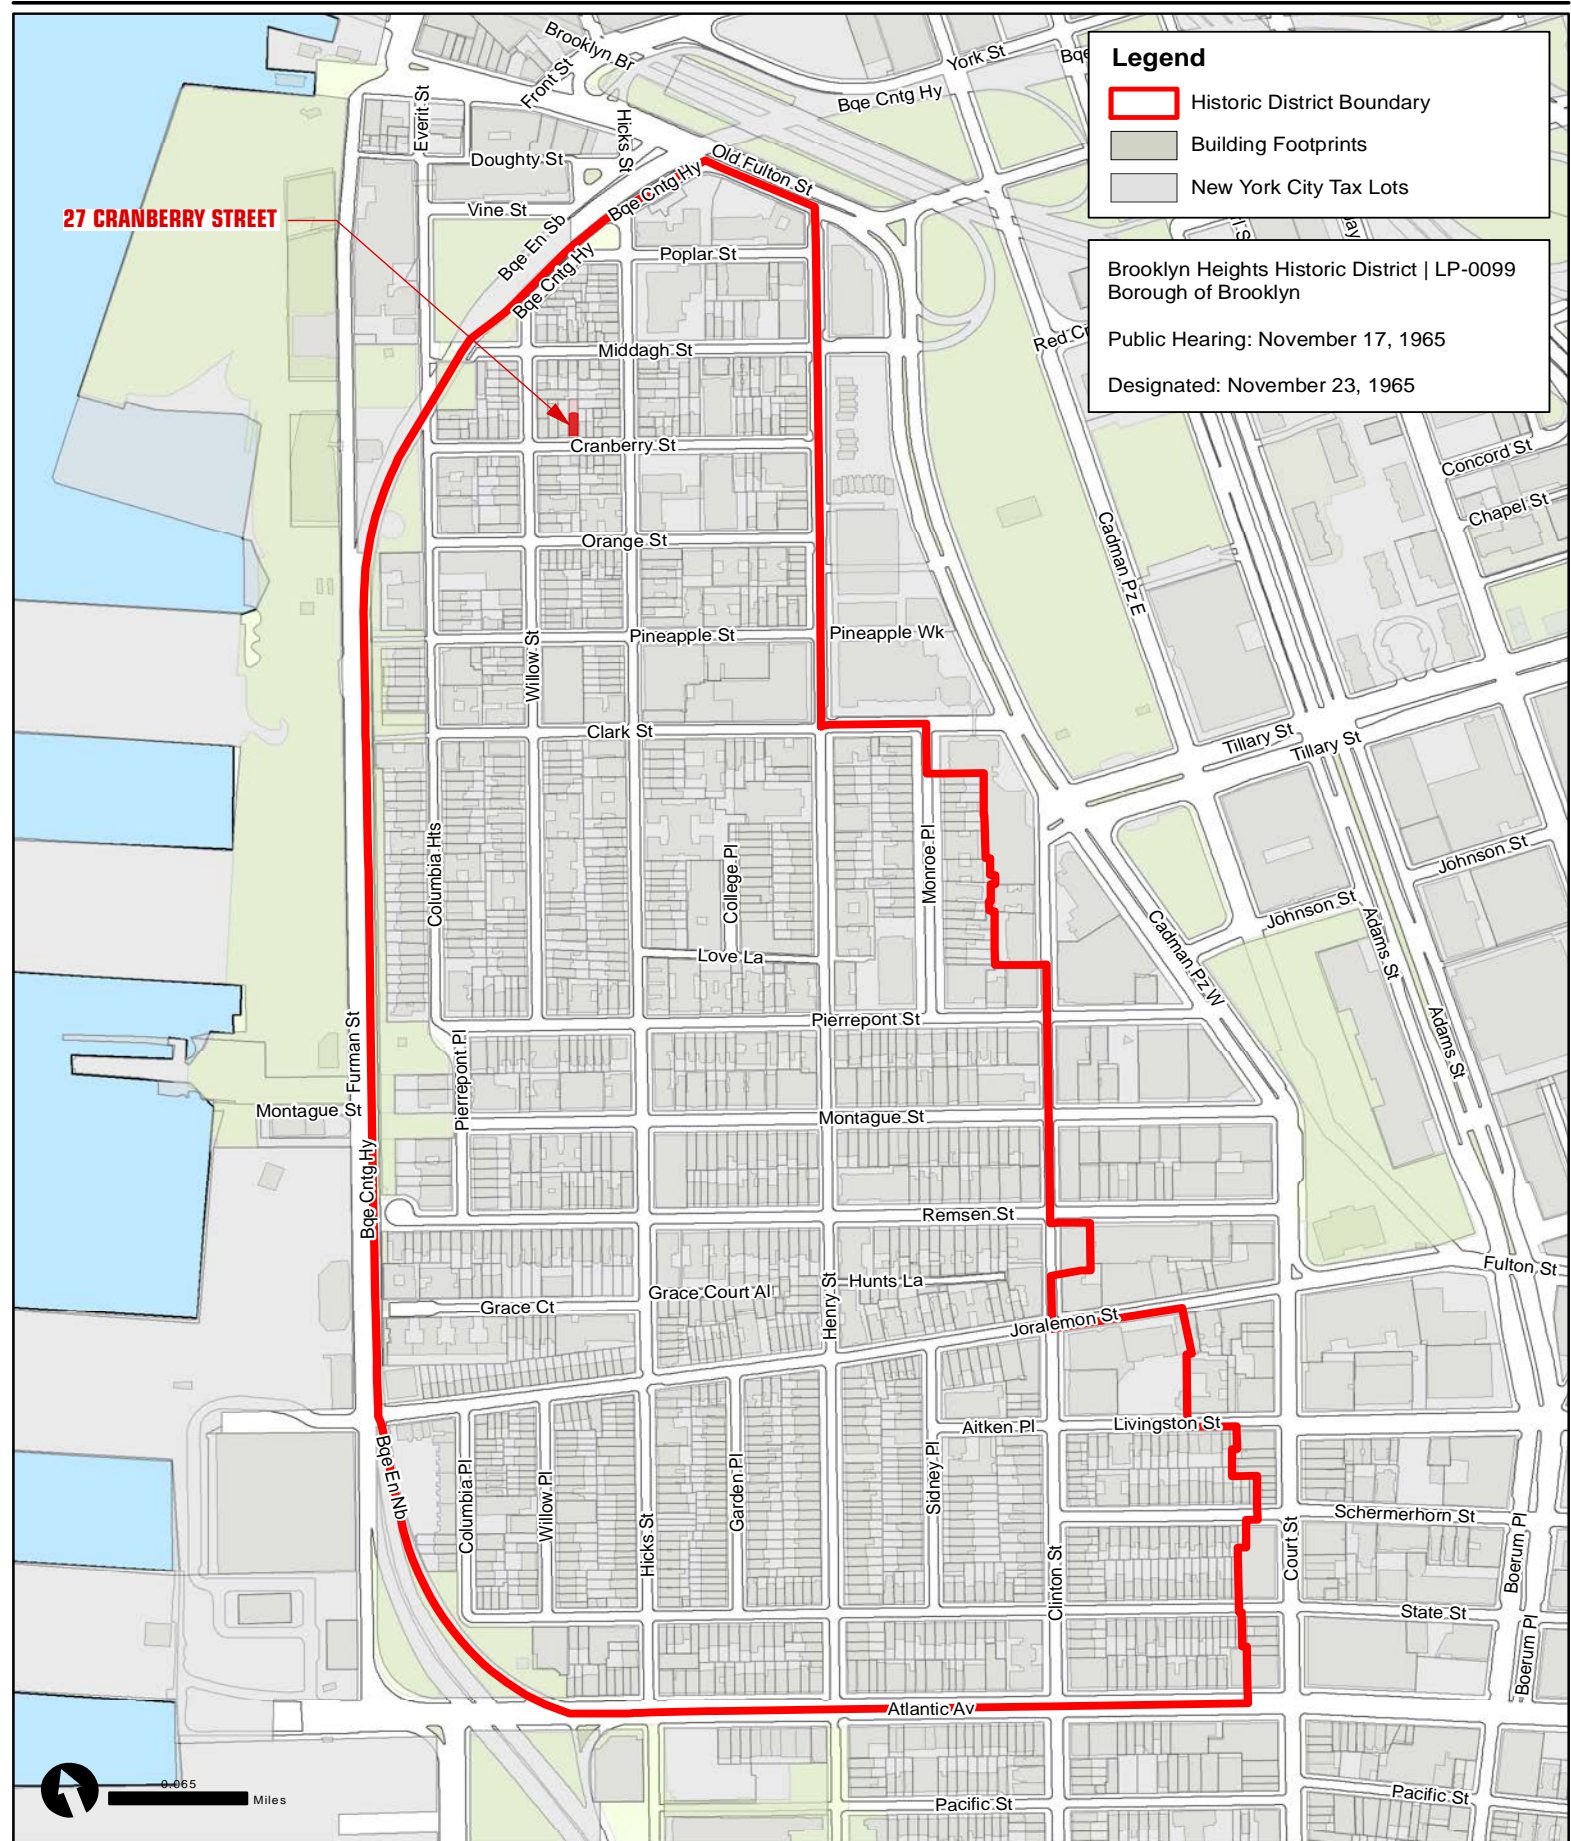 Legend
Historic District Boundary
Building Footprints
New York City Tax Lots
Brooklyn Heights Historic District | LP-0099
Borough of Brooklyn
Public Hearing: November 17, 1965
Designated: November 23, 1965
27 CRANBERRY STREET
Brooklyn Br
Front St
York St
Bqe
Bqe Cntg Hy
Everit St
Hicks St
Doughty St
Old Fulton St
Bqe Cntg Hy
Vine St
Bqe En Sb
Bqe Cntg Hy
Poplar St
Red Cr
Middagh St
Cranberry St
Concord St
Chapel St
Orange St
Cadman Pz E
Pineapple St
Pineapple Wk
Willow St
Clark St
Tillary St
Tillary St
Columbia Hts
College Pl
Monroe Pl
Johnson St
Johnson St
Adams St
Love La
Cadman Pz W
Pierrepont St
Furman St
Pierrepont Pl
Adams St
Montague St
Montague St
Bqe Cntg Hy
Remsen St
Fulton St
Hunts La
Grace Court Al
Grace Ct
Henry St
Joralemon St
Aitken Pl
Livingston St
Bqe En Nb
Columbia Pl
Willow Pl
Garden Pl
Sidney Pl
Schermerhorn St
Hicks St
Clinton St
Court St
Boerum Pl
State St
Boerum Pl
Atlantic Av
0.065
Miles
Pacific St
Pacific St